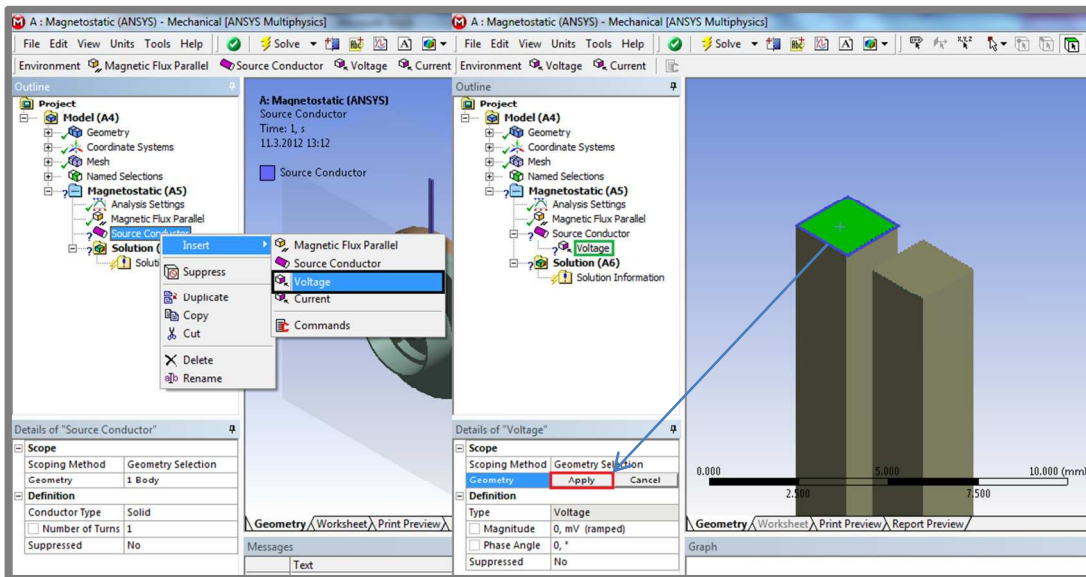 A : Magnetostatic (ANSYS) - Mechanical [ANSYS Multiphysics]
File Edit View Units Tools Help Solve
Environment Magnetic Flux Parallel Source Conductor Voltage Current
Outline
Project
Model (A4)
Geometry
Coordinate Systems
Mesh
Named Selections
Magnetostatic (A5)
Analysis Settings
Magnetic Flux Parallel
Source Conductor
Solution (
Soluti
Insert
Suppress
Duplicate
Copy
Cut
Delete
Rename
Magnetic Flux Parallel
Source Conductor
Voltage
Current
Commands
A: Magnetostatic (ANSYS)
Source Conductor
Time: 1, s
11.3.2012 13:12
Source Conductor
Details of "Source Conductor"
Scope
Scoping Method Geometry Selection
Geometry 1 Body
Definition
Conductor Type Solid
Number of Turns 1
Suppressed No
Geometry Worksheet Print Preview
Messages
Text
A : Magnetostatic (ANSYS) - Mechanical [ANSYS Multiphysics]
File Edit View Units Tools Help Solve
Environment Voltage Current
Outline
Project
Model (A4)
Geometry
Coordinate Systems
Mesh
Named Selections
Magnetostatic (A5)
Analysis Settings
Magnetic Flux Parallel
Source Conductor
Voltage
Solution (A6)
Solution Information
Details of "Voltage"
Scope
Scoping Method Geometry Selection
Geometry Apply Cancel
Definition
Type Voltage
Magnitude 0, mV (ramped)
Phase Angle 0, °
Suppressed No
0.000 5.000 10.000 (mm)
2.500 7.500
Geometry Worksheet Print Preview Report Preview
Graph